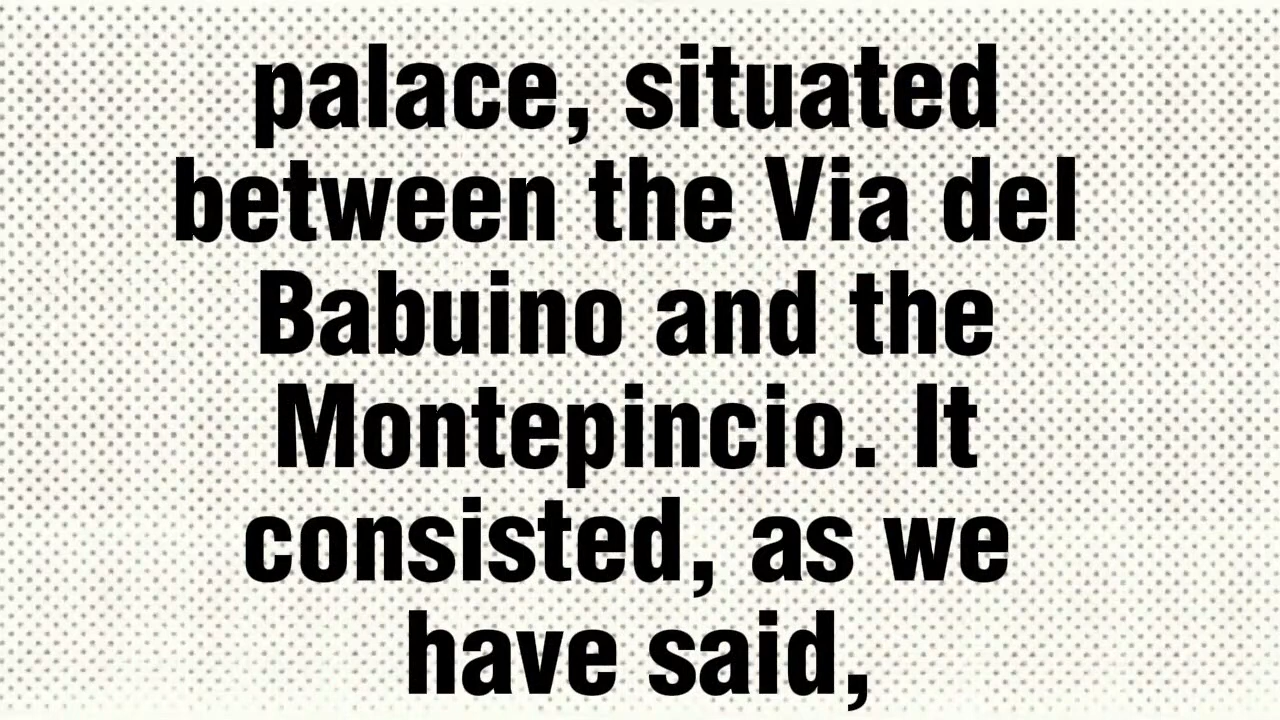 palace, situated
between the Via del
Babuino and the
Montepincio. It
consisted, as we
have said,